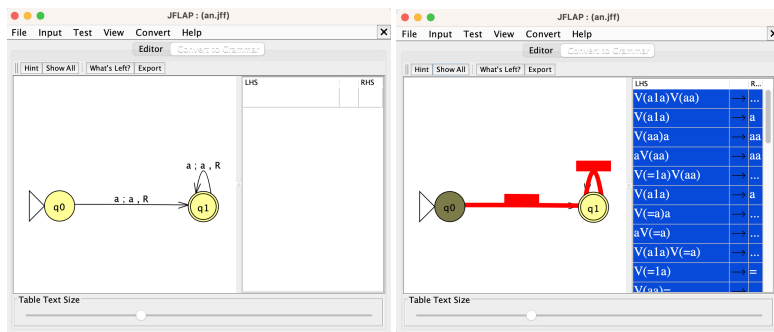 JFLAP : (an.jff)
File Input Test View Convert Help
Editor Convert to Grammar
Hint Show All What's Left? Export
LHS RHS
a ; a , R
q0 a ; a , R q1
Table Text Size
JFLAP : (an.jff)
File Input Test View Convert Help
Editor Convert to Grammar
Hint Show All What's Left? Export
LHS R...
V(a1a)V(aa) → ...
V(a1a) → a
V(aa)a → aa
aV(aa) → aa
V(=1a)V(aa) → ...
V(a1a) → a
V(=a)a → ...
aV(=a) → ...
V(a1a)V(=a) → ...
V(=1a) → =
V(aa)= → ...
q0 q1
Table Text Size